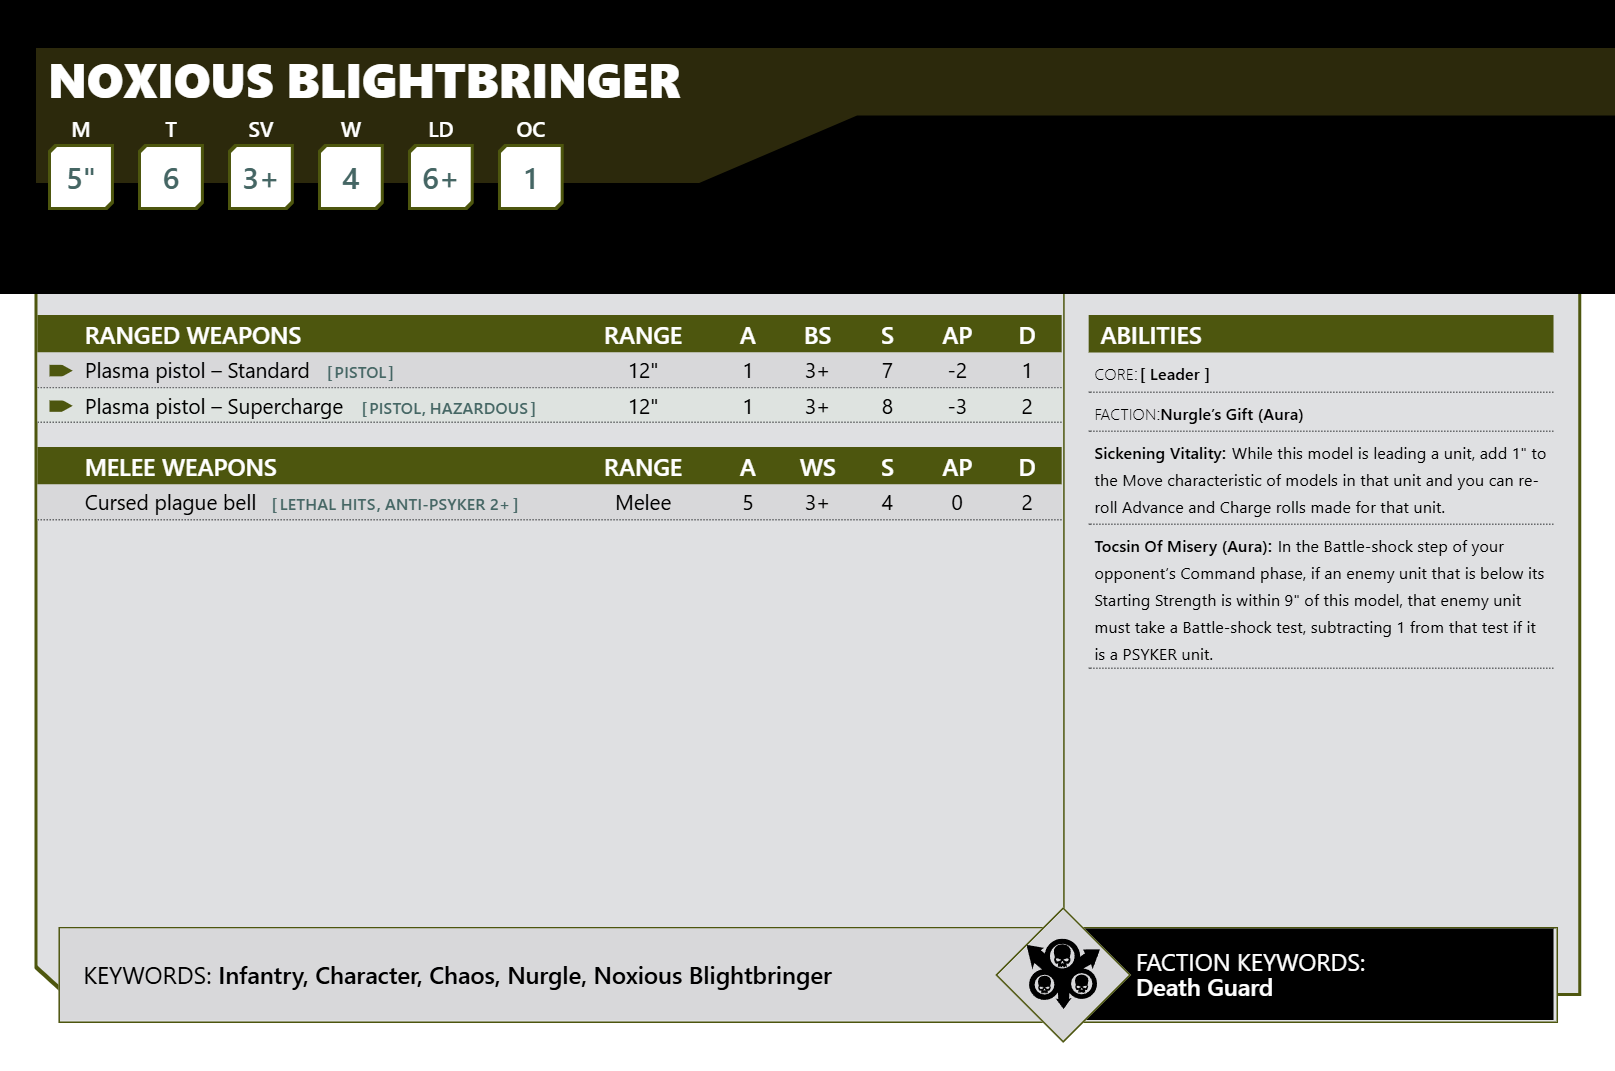 NOXIOUS BLIGHTBRINGER
M T SV W LD OC
5" 6 3+ 4 6+ 1
RANGED WEAPONS RANGE A BS S AP D
Plasma pistol – Standard [PISTOL] 12" 1 3+ 7 -2 1
Plasma pistol – Supercharge [PISTOL, HAZARDOUS] 12" 1 3+ 8 -3 2
MELEE WEAPONS RANGE A WS S AP D
Cursed plague bell [LETHAL HITS, ANTI-PSYKER 2+] Melee 5 3+ 4 0 2
ABILITIES
CORE: [ Leader ]
FACTION:Nurgle's Gift (Aura)
Sickening Vitality: While this model is leading a unit, add 1" to
the Move characteristic of models in that unit and you can re-
roll Advance and Charge rolls made for that unit.
Tocsin Of Misery (Aura): In the Battle-shock step of your
opponent's Command phase, if an enemy unit that is below its
Starting Strength is within 9" of this model, that enemy unit
must take a Battle-shock test, subtracting 1 from that test if it
is a PSYKER unit.
KEYWORDS: Infantry, Character, Chaos, Nurgle, Noxious Blightbringer
FACTION KEYWORDS:
Death Guard